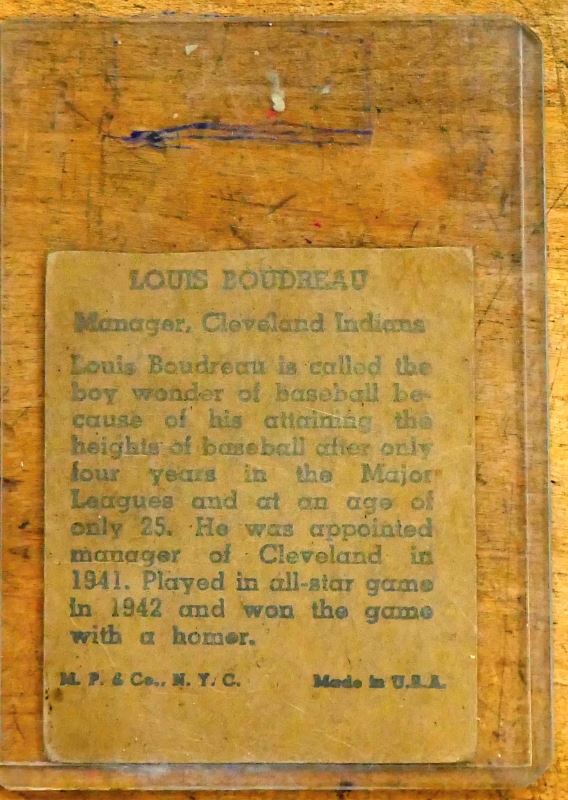 LOUIS BOUDREAU
Manager, Cleveland Indians
Louis Boudreau is called the
boy wonder of baseball be-
cause of his attaining the
heights of baseball after only
four years in the Major
Leagues and at an age of
only 25. He was appointed
manager of Cleveland in
1941. Played in all-star game
in 1942 and won the game
with a homer.
M. P. & Co., N. Y. C. Made in U.S.A.